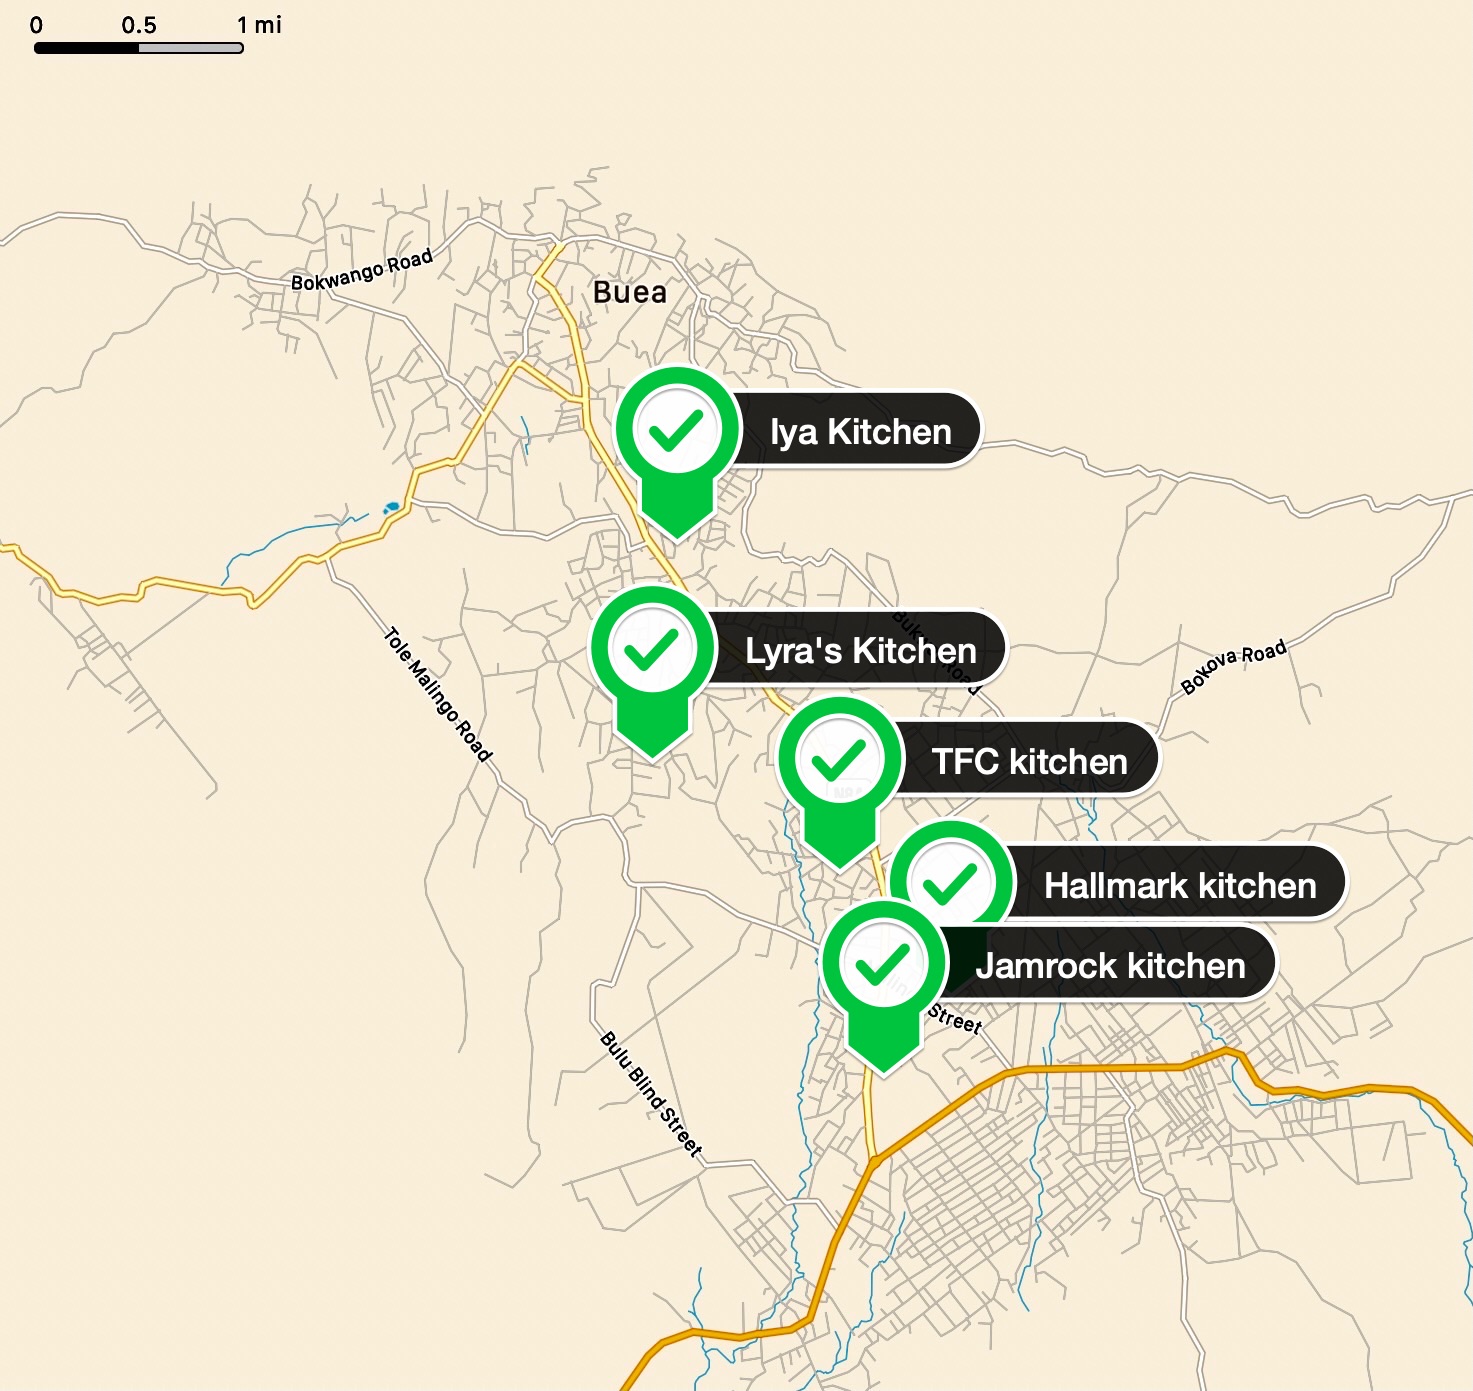 0 0.5 1 mi
Bokwango Road
Buea
Iya Kitchen
Lyra's Kitchen
Bokova Road
Tole Malingo Road
TFC kitchen
Hallmark kitchen
Jamrock kitchen
Street
Bulu Blind Street